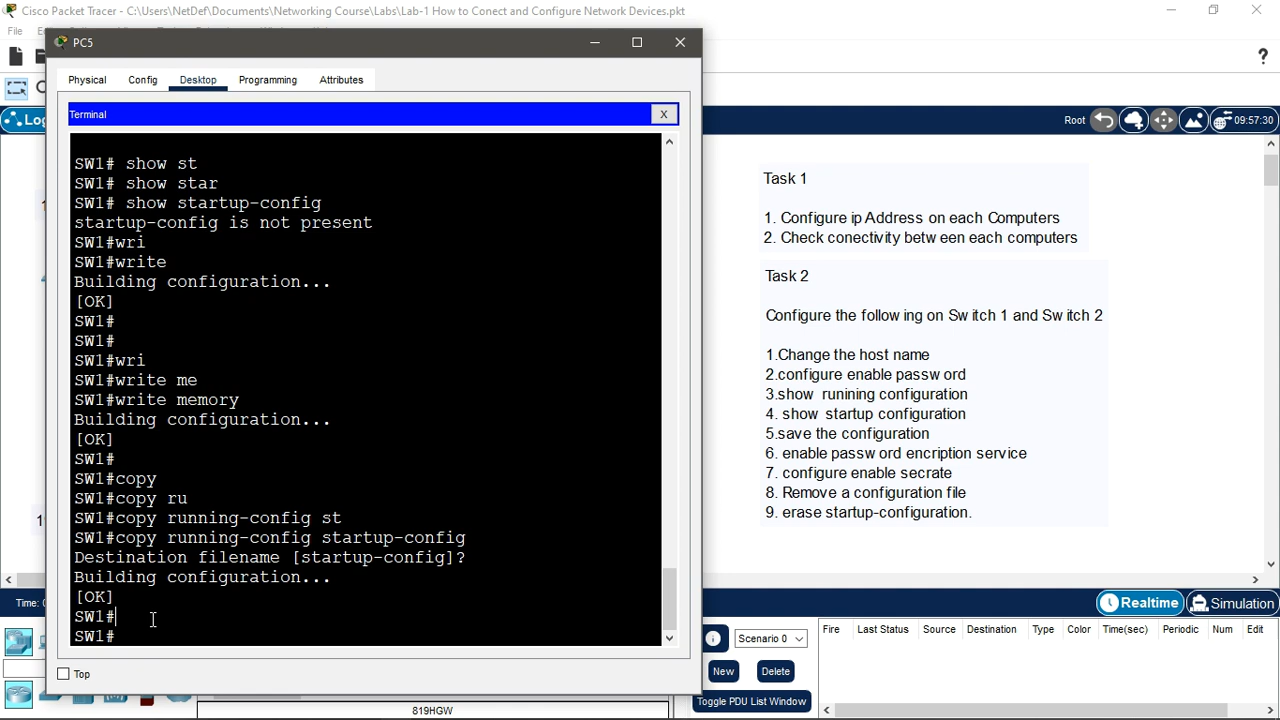 Cisco Packet Tracer - C:\Users\NetDef\Documents\Networking Course\Labs\Lab-1 How to Conect and Configure Network Devices.pkt
File
PC5
Physical Config Desktop Programming Attributes
Terminal X
Root 09:57:30
SW1# show st
SW1# show star
SW1# show startup-config
startup-config is not present
SW1#wri
SW1#write
Building configuration...
[OK]
SW1#
SW1#
SW1#wri
SW1#write me
SW1#write memory
Building configuration...
[OK]
SW1#
SW1#copy
SW1#copy ru
SW1#copy running-config st
SW1#copy running-config startup-config
Destination filename [startup-config]?
Building configuration...
[OK]
SW1#
SW1#
Top
Task 1
1. Configure ip Address on each Computers
2. Check conectivity betw een each computers
Task 2
Configure the follow ing on Sw itch 1 and Sw itch 2
1.Change the host name
2.configure enable passw ord
3.show runining configuration
4. show startup configuration
5.save the configuration
6. enable passw ord encription service
7. configure enable secrate
8. Remove a configuration file
9. erase startup-configuration.
Time:
Realtime Simulation
Scenario 0
New Delete
Toggle PDU List Window
Fire Last Status Source Destination Type Color Time(sec) Periodic Num Edit
819HGW